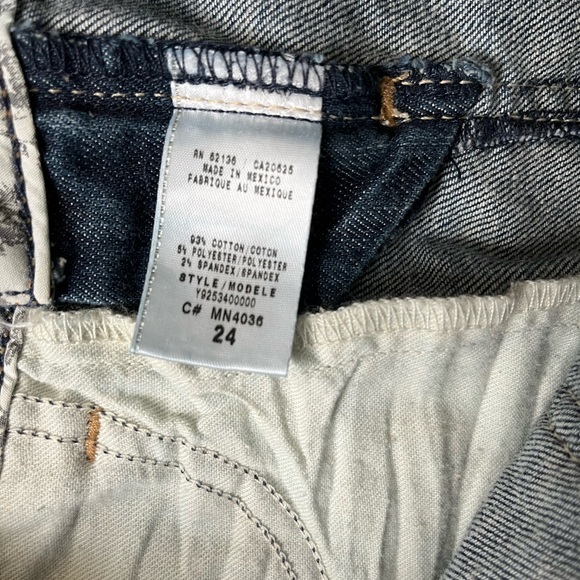 RN 62136 / CA20625
MADE IN MEXICO
FABRIQUE AU MEXIQUE
93% COTTON/COTON
5% POLYESTER/POLYESTER
2% SPANDEX/SPANDEX
STYLE/MODELE
Y9253400000
C# MN4036
24